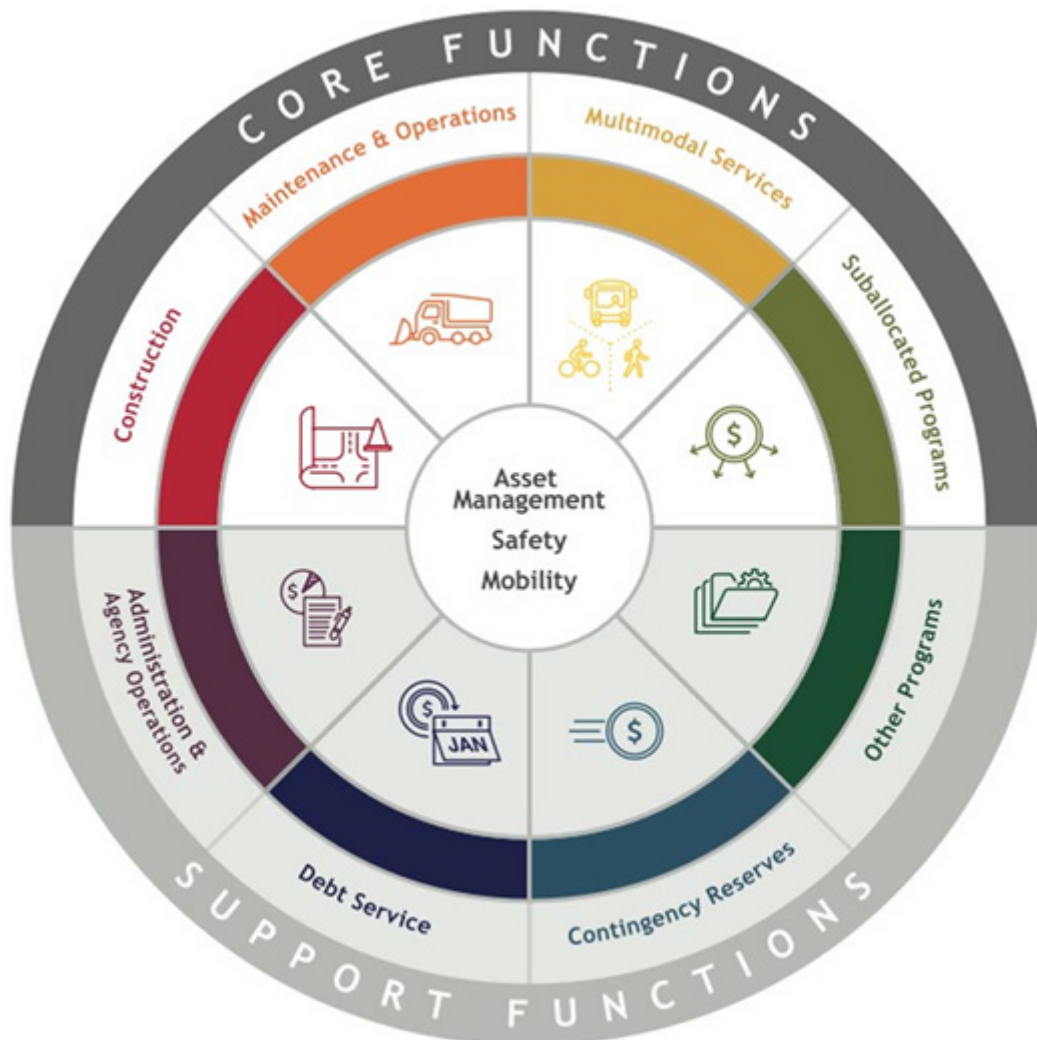 CORE FUNCTIONS
Maintenance & Operations
Multimodal Services
Construction
Suballocated Programs
$
$
Asset
Management
Safety
Mobility
Administration &
Agency Operations
$
JAN
$
Other Programs
Debt Service
Contingency Reserves
SUPPORT FUNCTIONS